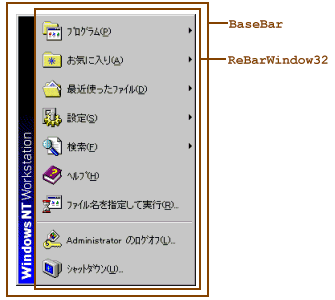 プログラム(P)
BaseBar
お気に入り(A)
ReBarWindow32
最近使ったファイル(D)
設定(S)
検索(F)
ヘルプ(H)
ファイル名を指定して実行(R)...
Administrator のログオフ(L)...
シャットダウン(U)...
Windows NT Workstation